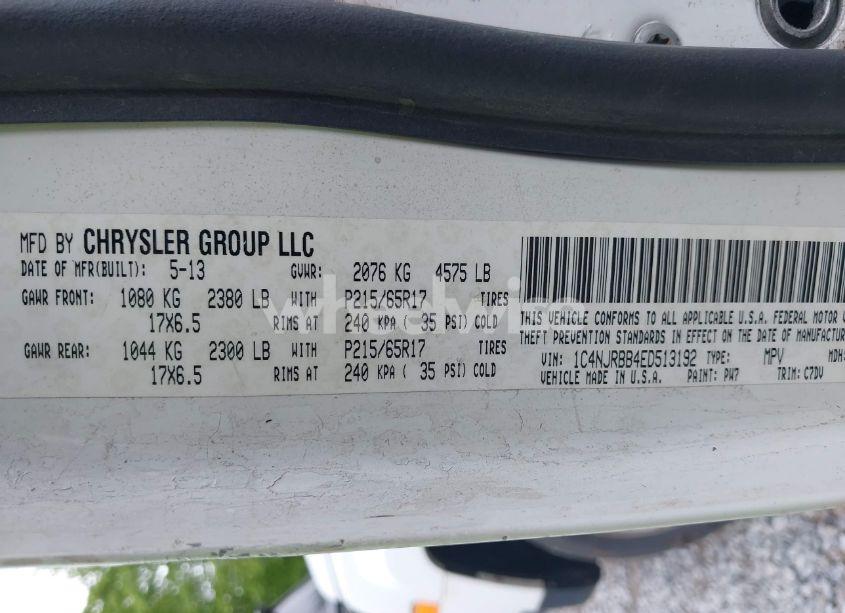 MFD BY CHRYSLER GROUP LLC
DATE OF MFR(BUILT): 5-13 GVWR: 2076 KG 4575 LB
GAWR FRONT: 1080 KG 2380 LB WITH P215/65R17 TIRES
17X6.5 RIMS AT 240 KPA ( 35 PSI) COLD
GAWR REAR: 1044 KG 2300 LB WITH P215/65R17 TIRES
17X6.5 RIMS AT 240 KPA ( 35 PSI) COLD
THIS VEHICLE CONFORMS TO ALL APPLICABLE U.S.A. FEDERAL MOTOR
THEFT PREVENTION STANDARDS IN EFFECT ON THE DATE OF MANUFACTUR
VIN: 1C4NJRBB4ED513192 TYPE: MPV MDH:
VEHICLE MADE IN U.S.A. PAINT: PW7 TRIM: C7DV
wheelwire